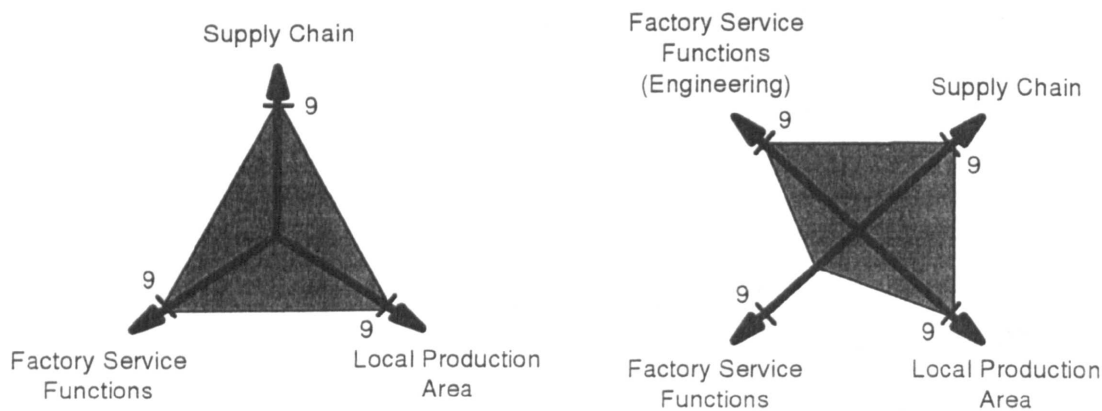 Supply Chain
9
9
9
Factory Service
Functions
Local Production
Area
Factory Service
Functions
(Engineering)
Supply Chain
9
9
9
9
Factory Service
Functions
Local Production
Area